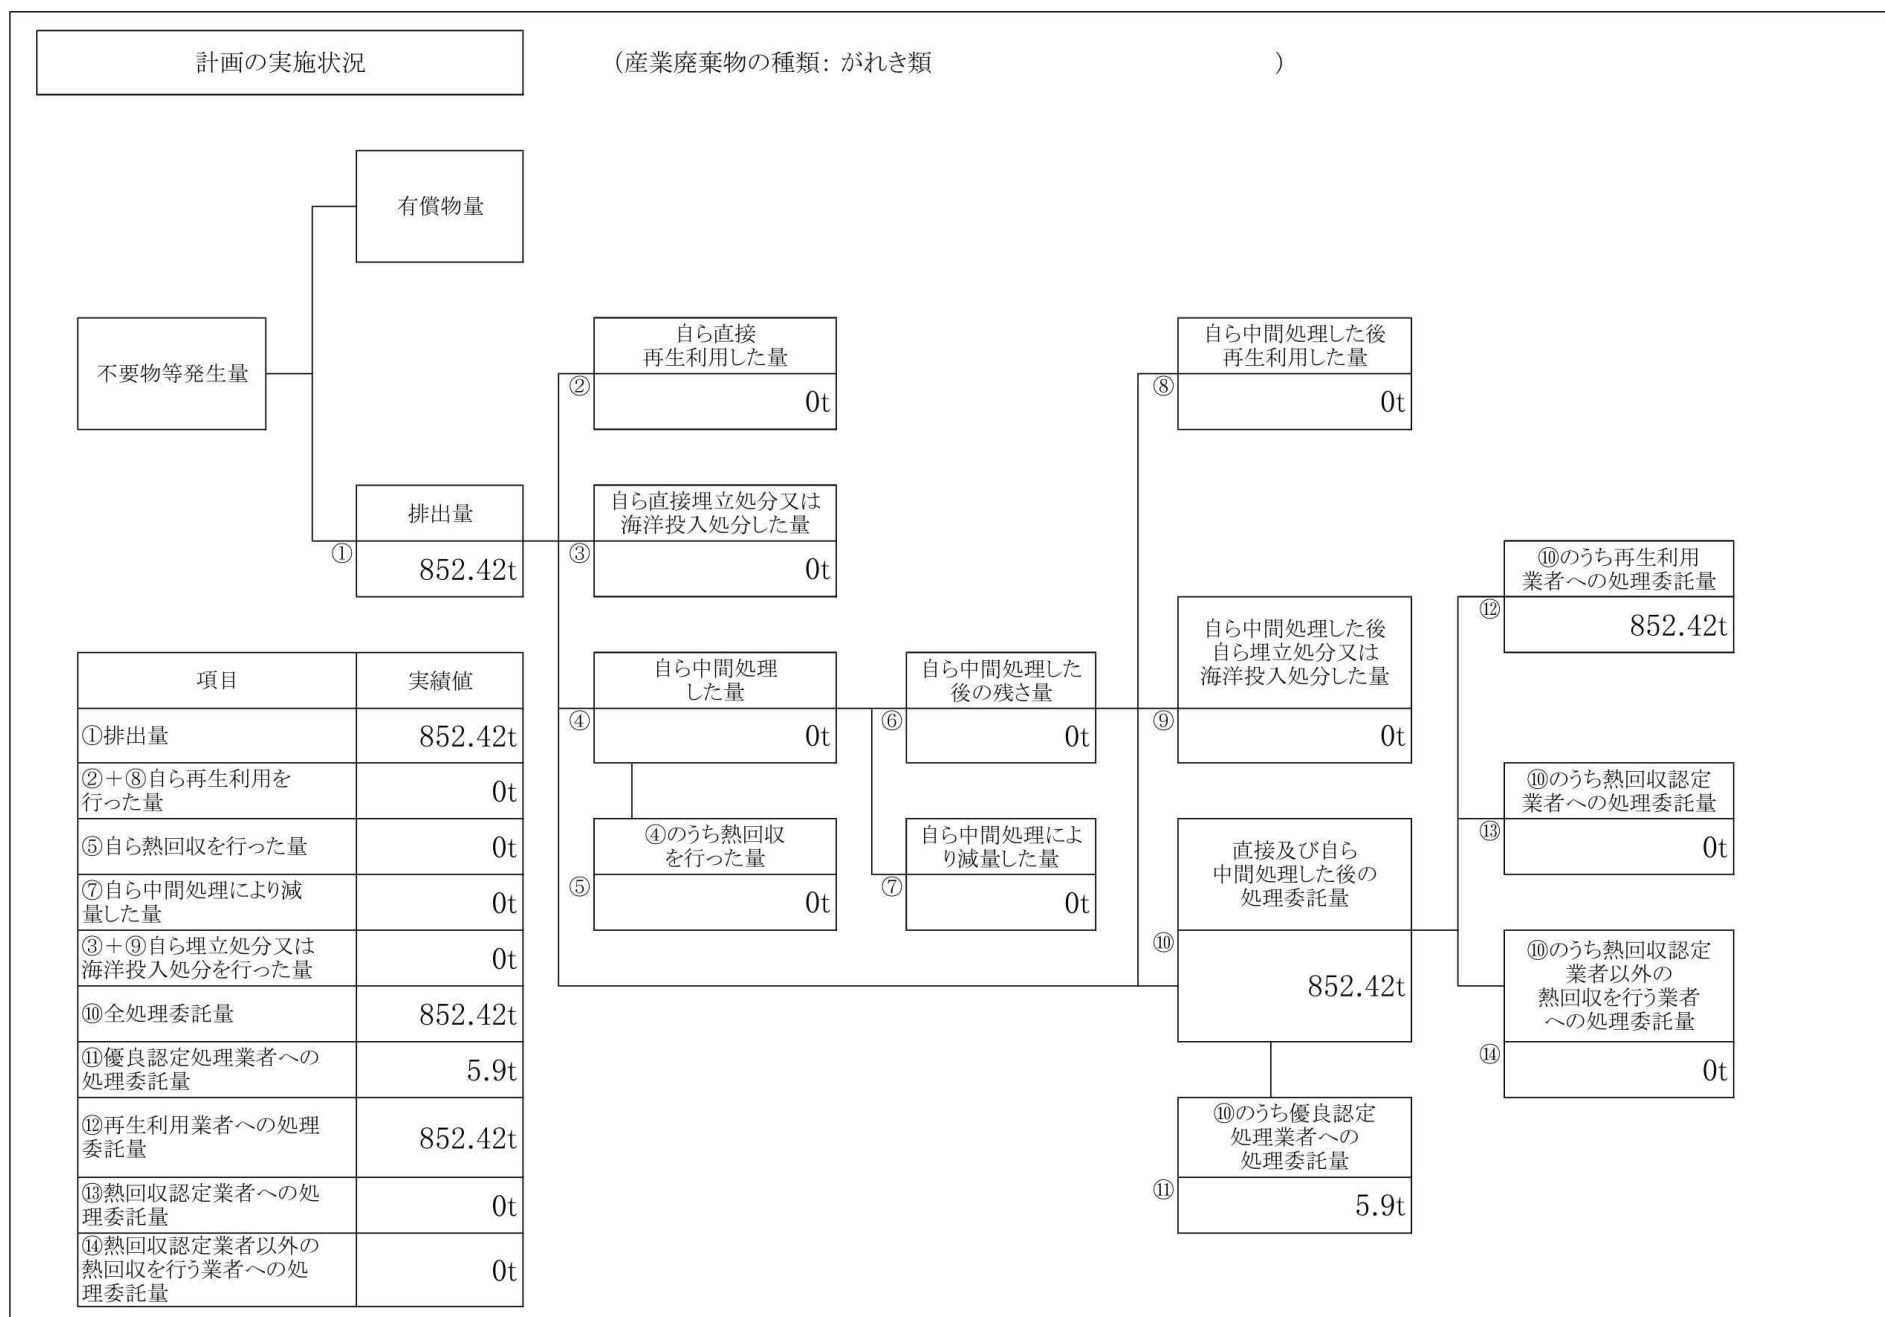 計画の実施状況
（産業廃棄物の種類：がれき類　）
有償物量
不要物等発生量
自ら直接
再生利用した量
②
0t
自ら中間処理した後
再生利用した量
⑧
0t
排出量
①
852.42t
自ら直接埋立処分又は
海洋投入処分した量
③
0t
⑩のうち再生利用
業者への処理委託量
⑫
852.42t
自ら中間処理した後
自ら埋立処分又は
海洋投入処分した量
⑨
0t
自ら中間処理
した量
④
0t
自ら中間処理した
後の残さ量
⑥
0t
④のうち熱回収
を行った量
⑤
0t
自ら中間処理によ
り減量した量
⑦
0t
直接及び自ら
中間処理した後の
処理委託量
⑩
852.42t
⑩のうち熱回収認定
業者への処理委託量
⑬
0t
⑩のうち熱回収認定
業者以外の
熱回収を行う業者
への処理委託量
⑭
0t
⑩のうち優良認定
処理業者への
処理委託量
⑪
5.9t
項目 実績値
①排出量 852.42t
②＋⑧自ら再生利用を
行った量 0t
⑤自ら熱回収を行った量 0t
⑦自ら中間処理により減
量した量 0t
③＋⑨自ら埋立処分又は
海洋投入処分を行った量 0t
⑩全処理委託量 852.42t
⑪優良認定処理業者への
処理委託量 5.9t
⑫再生利用業者への処理
委託量 852.42t
⑬熱回収認定業者への処
理委託量 0t
⑭熱回収認定業者以外の
熱回収を行う業者への処
理委託量 0t